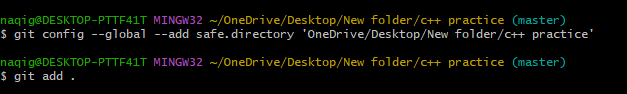 naqig@DESKTOP-PTTF41T MINGW32 ~/OneDrive/Desktop/New folder/c++ practice (master)
$ git config --global --add safe.directory 'OneDrive/Desktop/New folder/c++ practice'
naqig@DESKTOP-PTTF41T MINGW32 ~/OneDrive/Desktop/New folder/c++ practice (master)
$ git add .